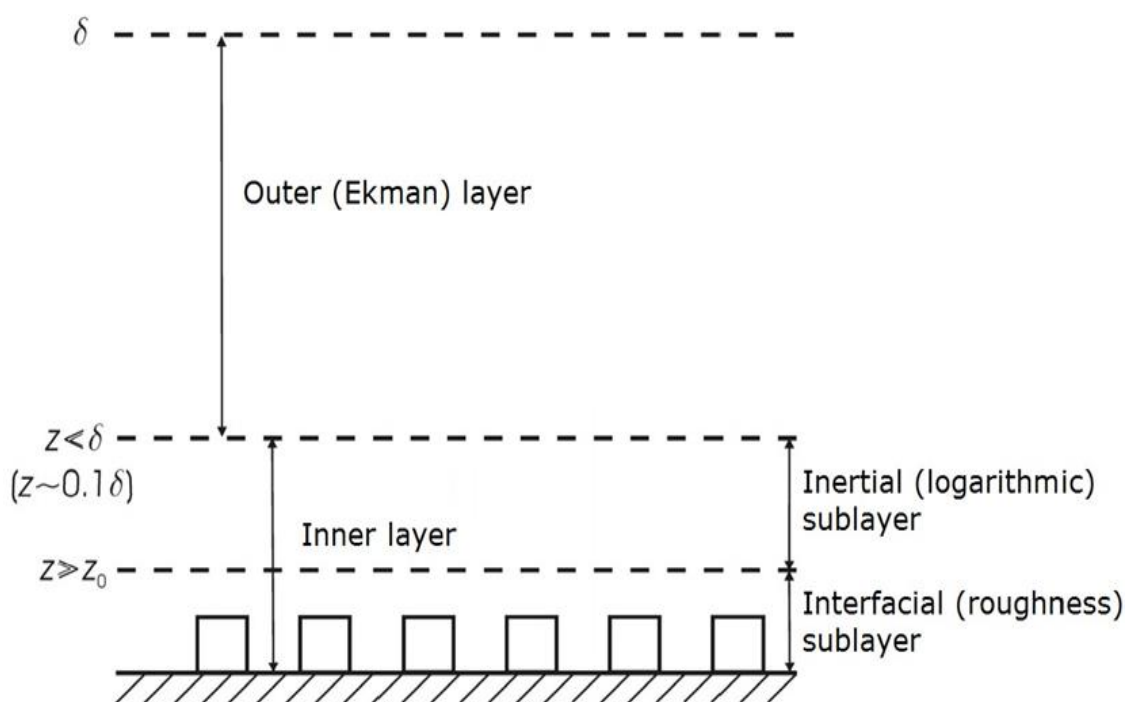 δ
Outer (Ekman) layer
z≪δ
(z~0.1δ)
Inertial (logarithmic)
sublayer
Inner layer
z≫z₀
Interfacial (roughness)
sublayer